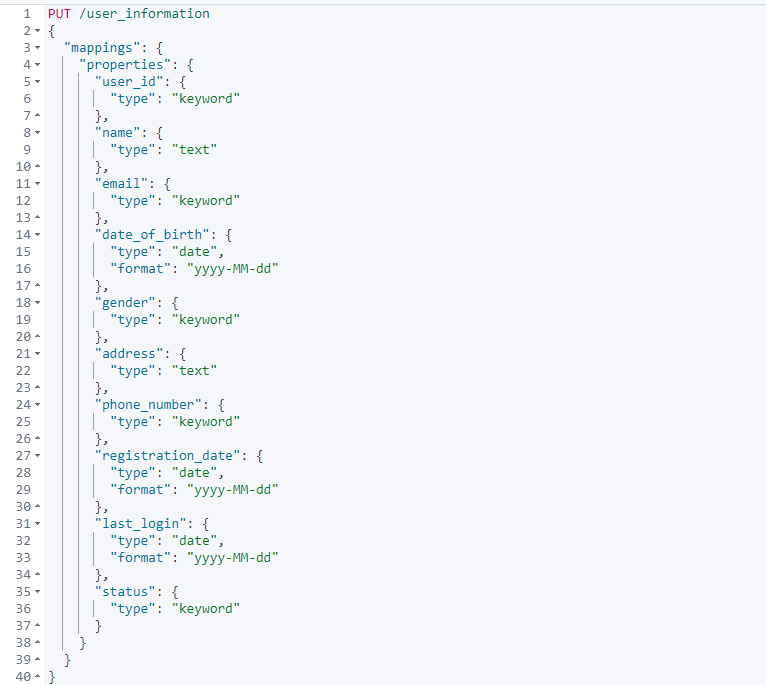 1 PUT /user_information
2 {
3 "mappings": {
4 "properties": {
5 "user_id": {
6 "type": "keyword"
7 },
8 "name": {
9 "type": "text"
10 },
11 "email": {
12 "type": "keyword"
13 },
14 "date_of_birth": {
15 "type": "date",
16 "format": "yyyy-MM-dd"
17 },
18 "gender": {
19 "type": "keyword"
20 },
21 "address": {
22 "type": "text"
23 },
24 "phone_number": {
25 "type": "keyword"
26 },
27 "registration_date": {
28 "type": "date",
29 "format": "yyyy-MM-dd"
30 },
31 "last_login": {
32 "type": "date",
33 "format": "yyyy-MM-dd"
34 },
35 "status": {
36 "type": "keyword"
37 }
38 }
39 }
40 }